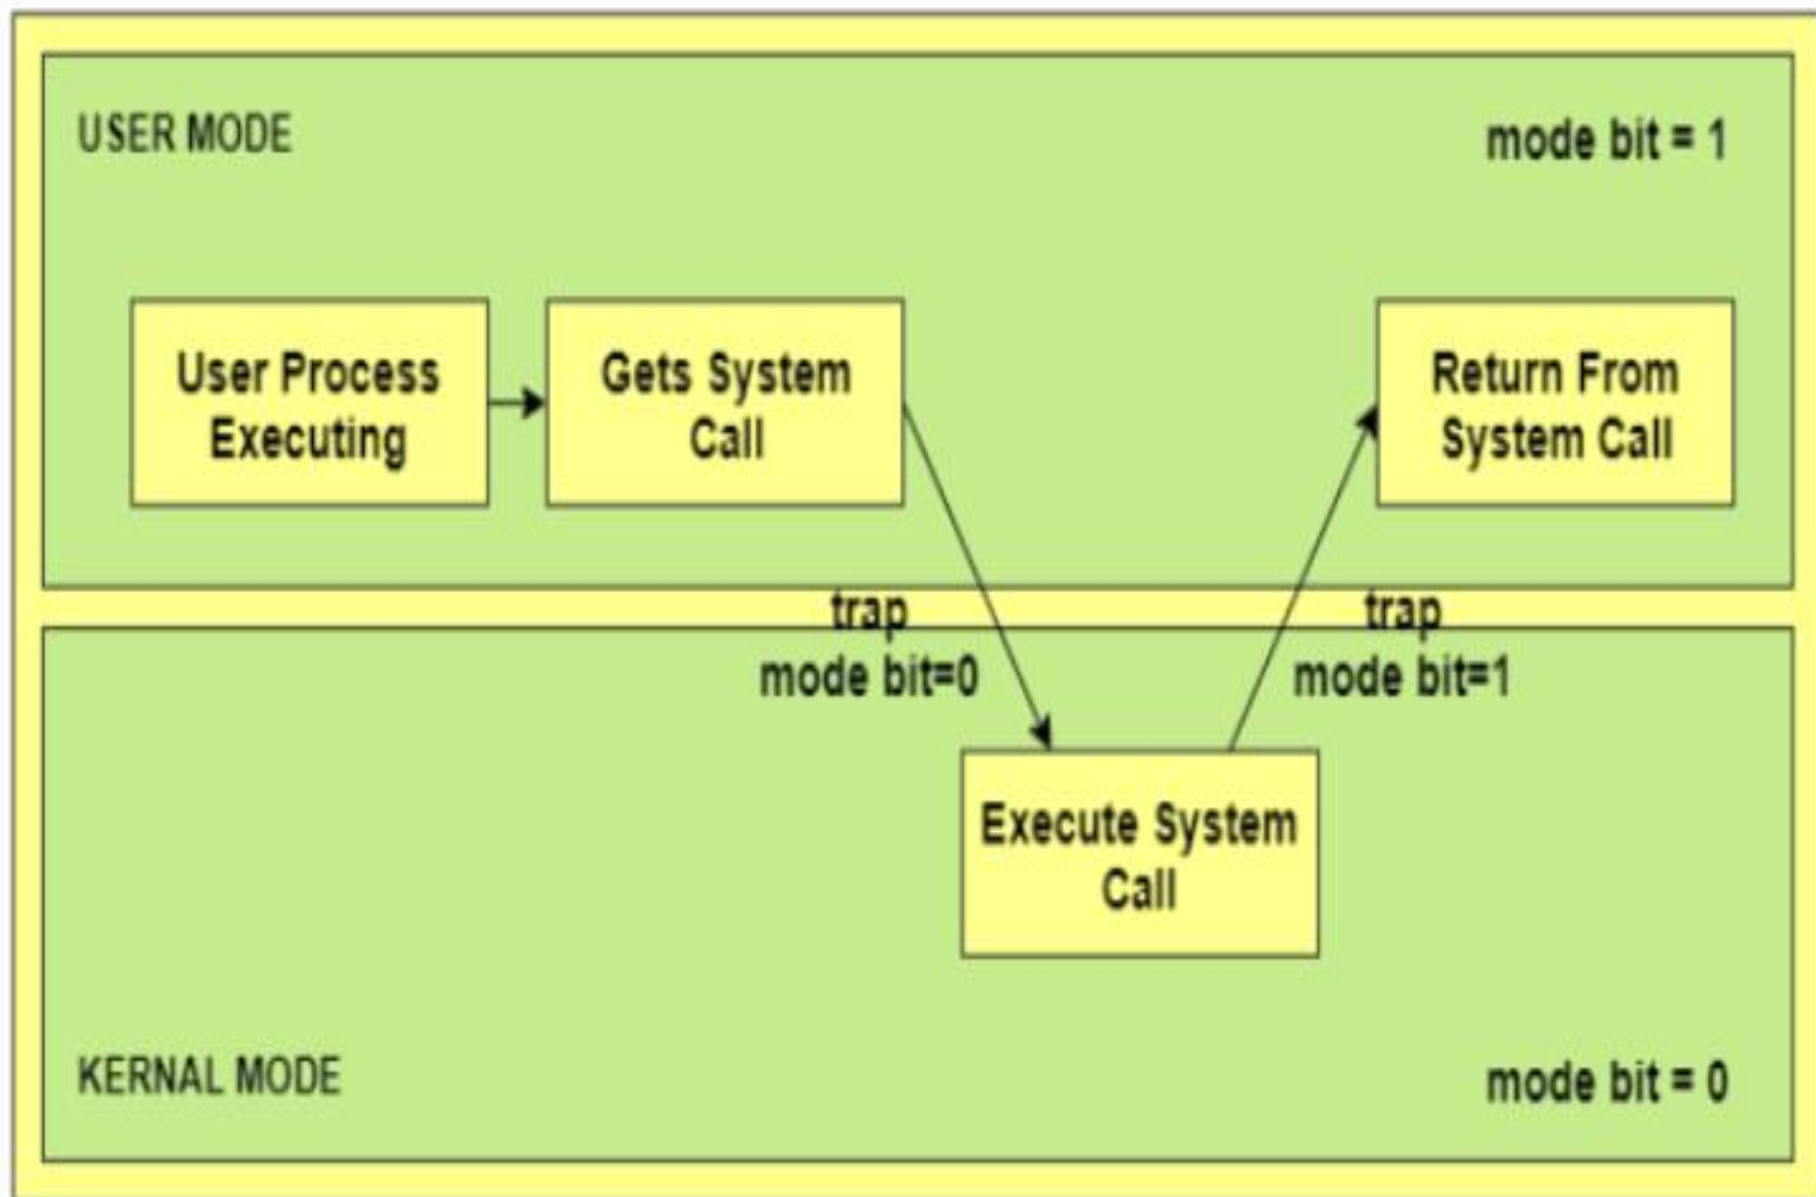 USER MODE
mode bit = 1
User Process
Executing
Gets System
Call
Return From
System Call
trap
mode bit=0
trap
mode bit=1
Execute System
Call
KERNAL MODE
mode bit = 0